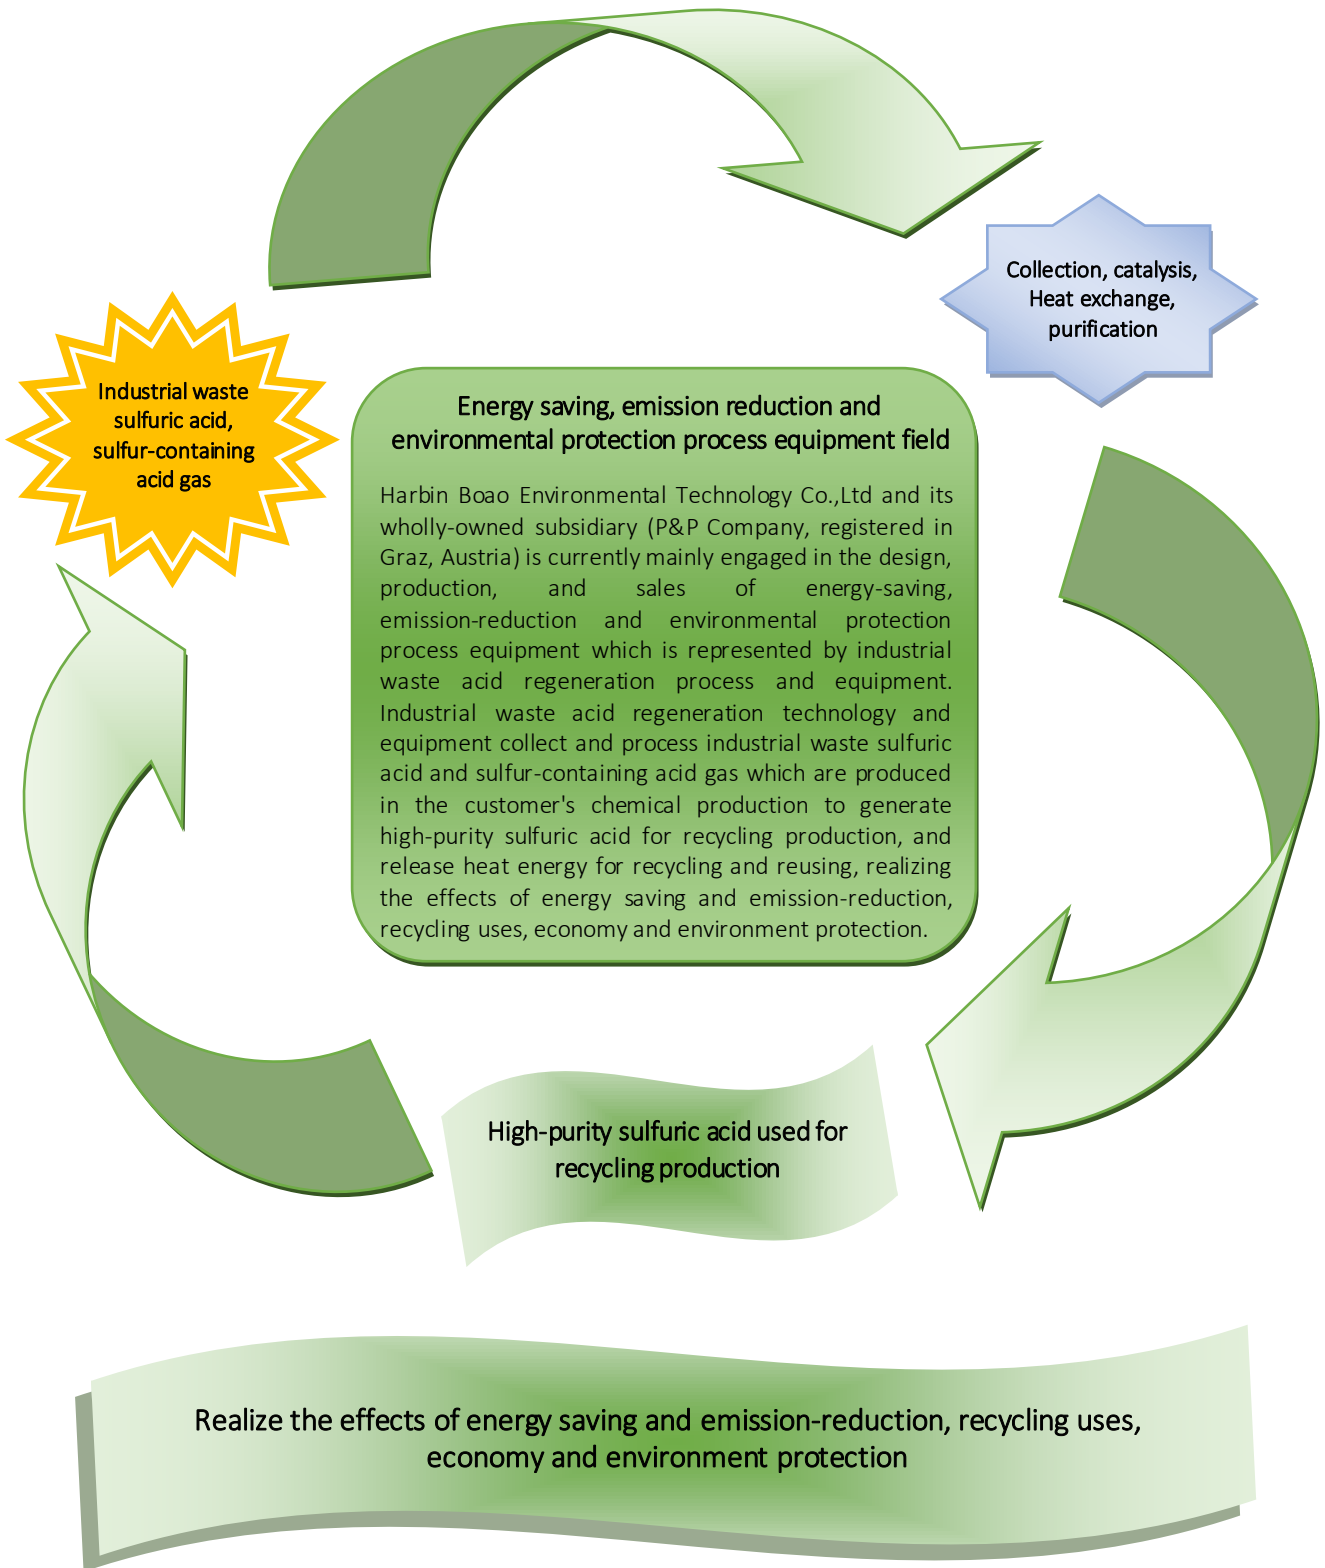 Collection, catalysis,
Heat exchange,
purification
Industrial waste
sulfuric acid,
sulfur-containing
acid gas
Energy saving, emission reduction and
environmental protection process equipment field
Harbin Boao Environmental Technology Co.,Ltd and its
wholly-owned subsidiary (P&P Company, registered in
Graz, Austria) is currently mainly engaged in the design,
production, and sales of energy-saving,
emission-reduction and environmental protection
process equipment which is represented by industrial
waste acid regeneration process and equipment.
Industrial waste acid regeneration technology and
equipment collect and process industrial waste sulfuric
acid and sulfur-containing acid gas which are produced
in the customer's chemical production to generate
high-purity sulfuric acid for recycling production, and
release heat energy for recycling and reusing, realizing
the effects of energy saving and emission-reduction,
recycling uses, economy and environment protection.
High-purity sulfuric acid used for
recycling production
Realize the effects of energy saving and emission-reduction, recycling uses,
economy and environment protection